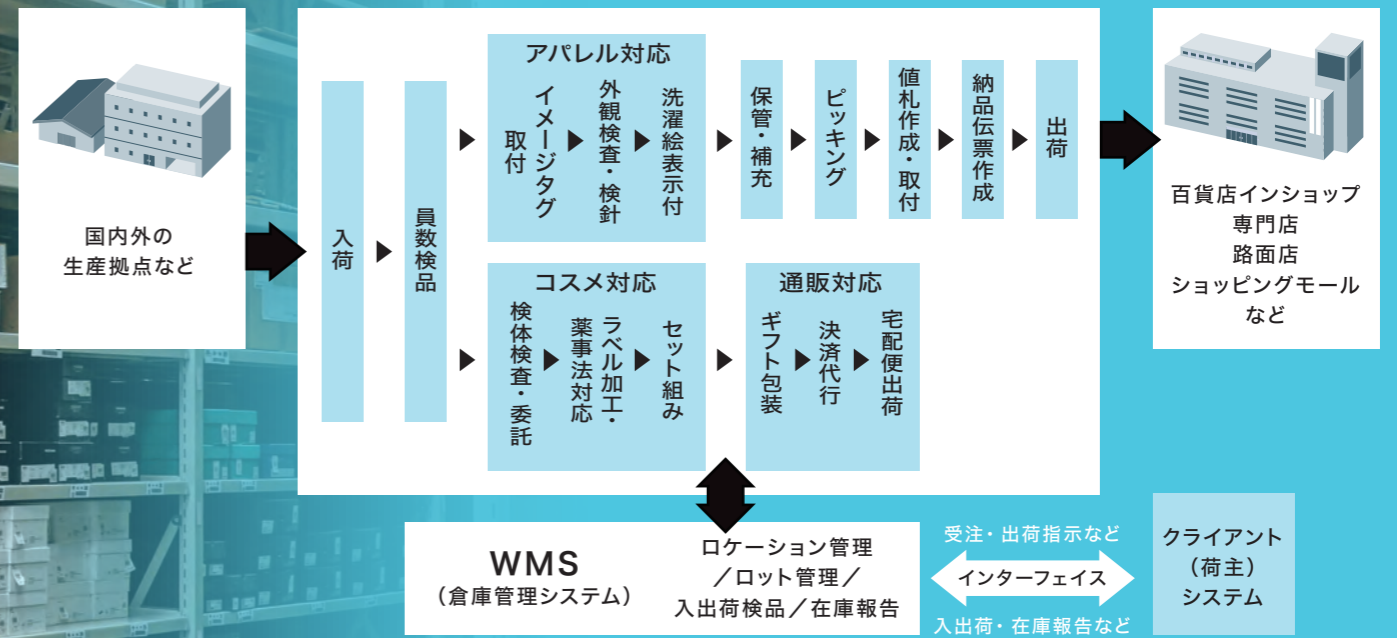 国内外の
生産拠点など
入荷
員数検品
アパレル対応
イメージタグ
取付
外観検査・検針
洗濯絵表示付
保管・補充
ピッキング
値札作成・取付
納品伝票作成
出荷
コスメ対応
検体検査・委託
ラベル加工・
薬事法対応
セット組み
通販対応
ギフト包装
決済代行
宅配便出荷
百貨店インショップ
専門店
路面店
ショッピングモール
など
WMS
（倉庫管理システム）
ロケーション管理
／ロット管理／
入出荷検品／在庫報告
受注・出荷指示など
インターフェイス
入出荷・在庫報告など
クライアント
（荷主）
システム